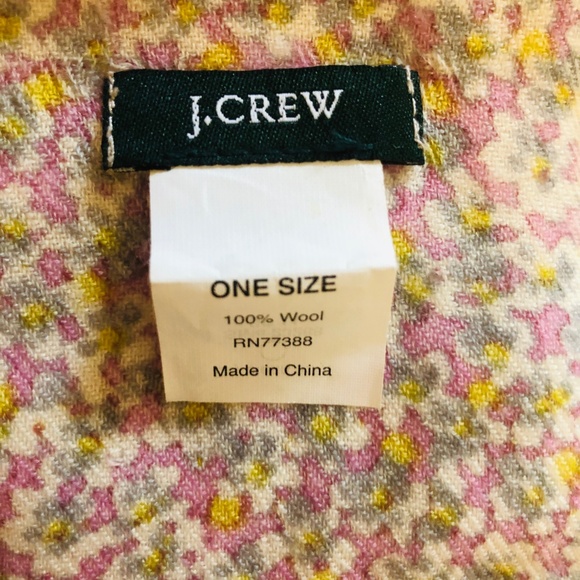 J.CREW
ONE SIZE
100% Wool
RN77388
Made in China